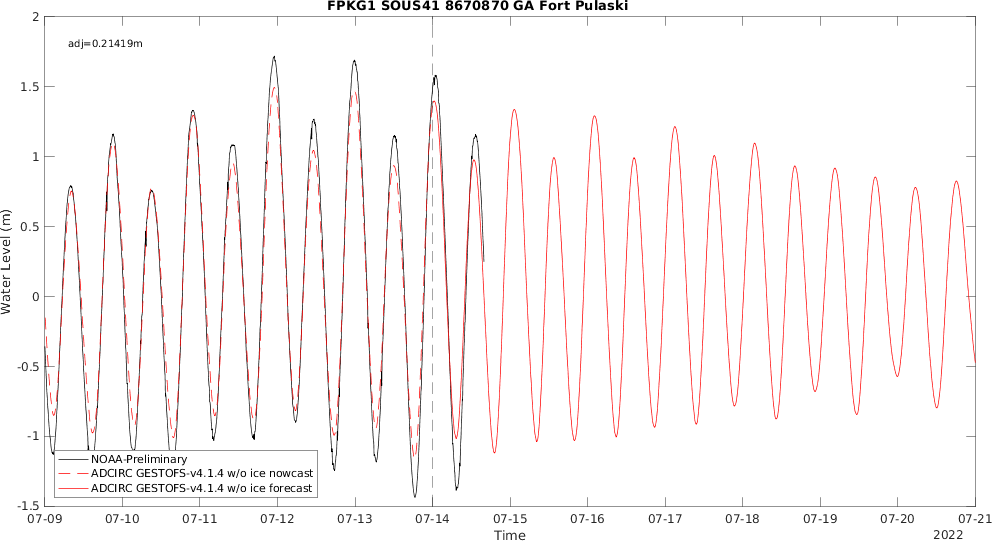 FPKG1 SOUS41 8670870 GA Fort Pulaski
adj=0.21419m
2
1.5
1
0.5
0
-0.5
-1
-1.5
Water Level (m)
NOAA-Preliminary
ADCIRC GESTOFS-v4.1.4 w/o ice nowcast
ADCIRC GESTOFS-v4.1.4 w/o ice forecast
07-09 07-10 07-11 07-12 07-13 07-14 07-15 07-16 07-17 07-18 07-19 07-20 07-21
Time
2022